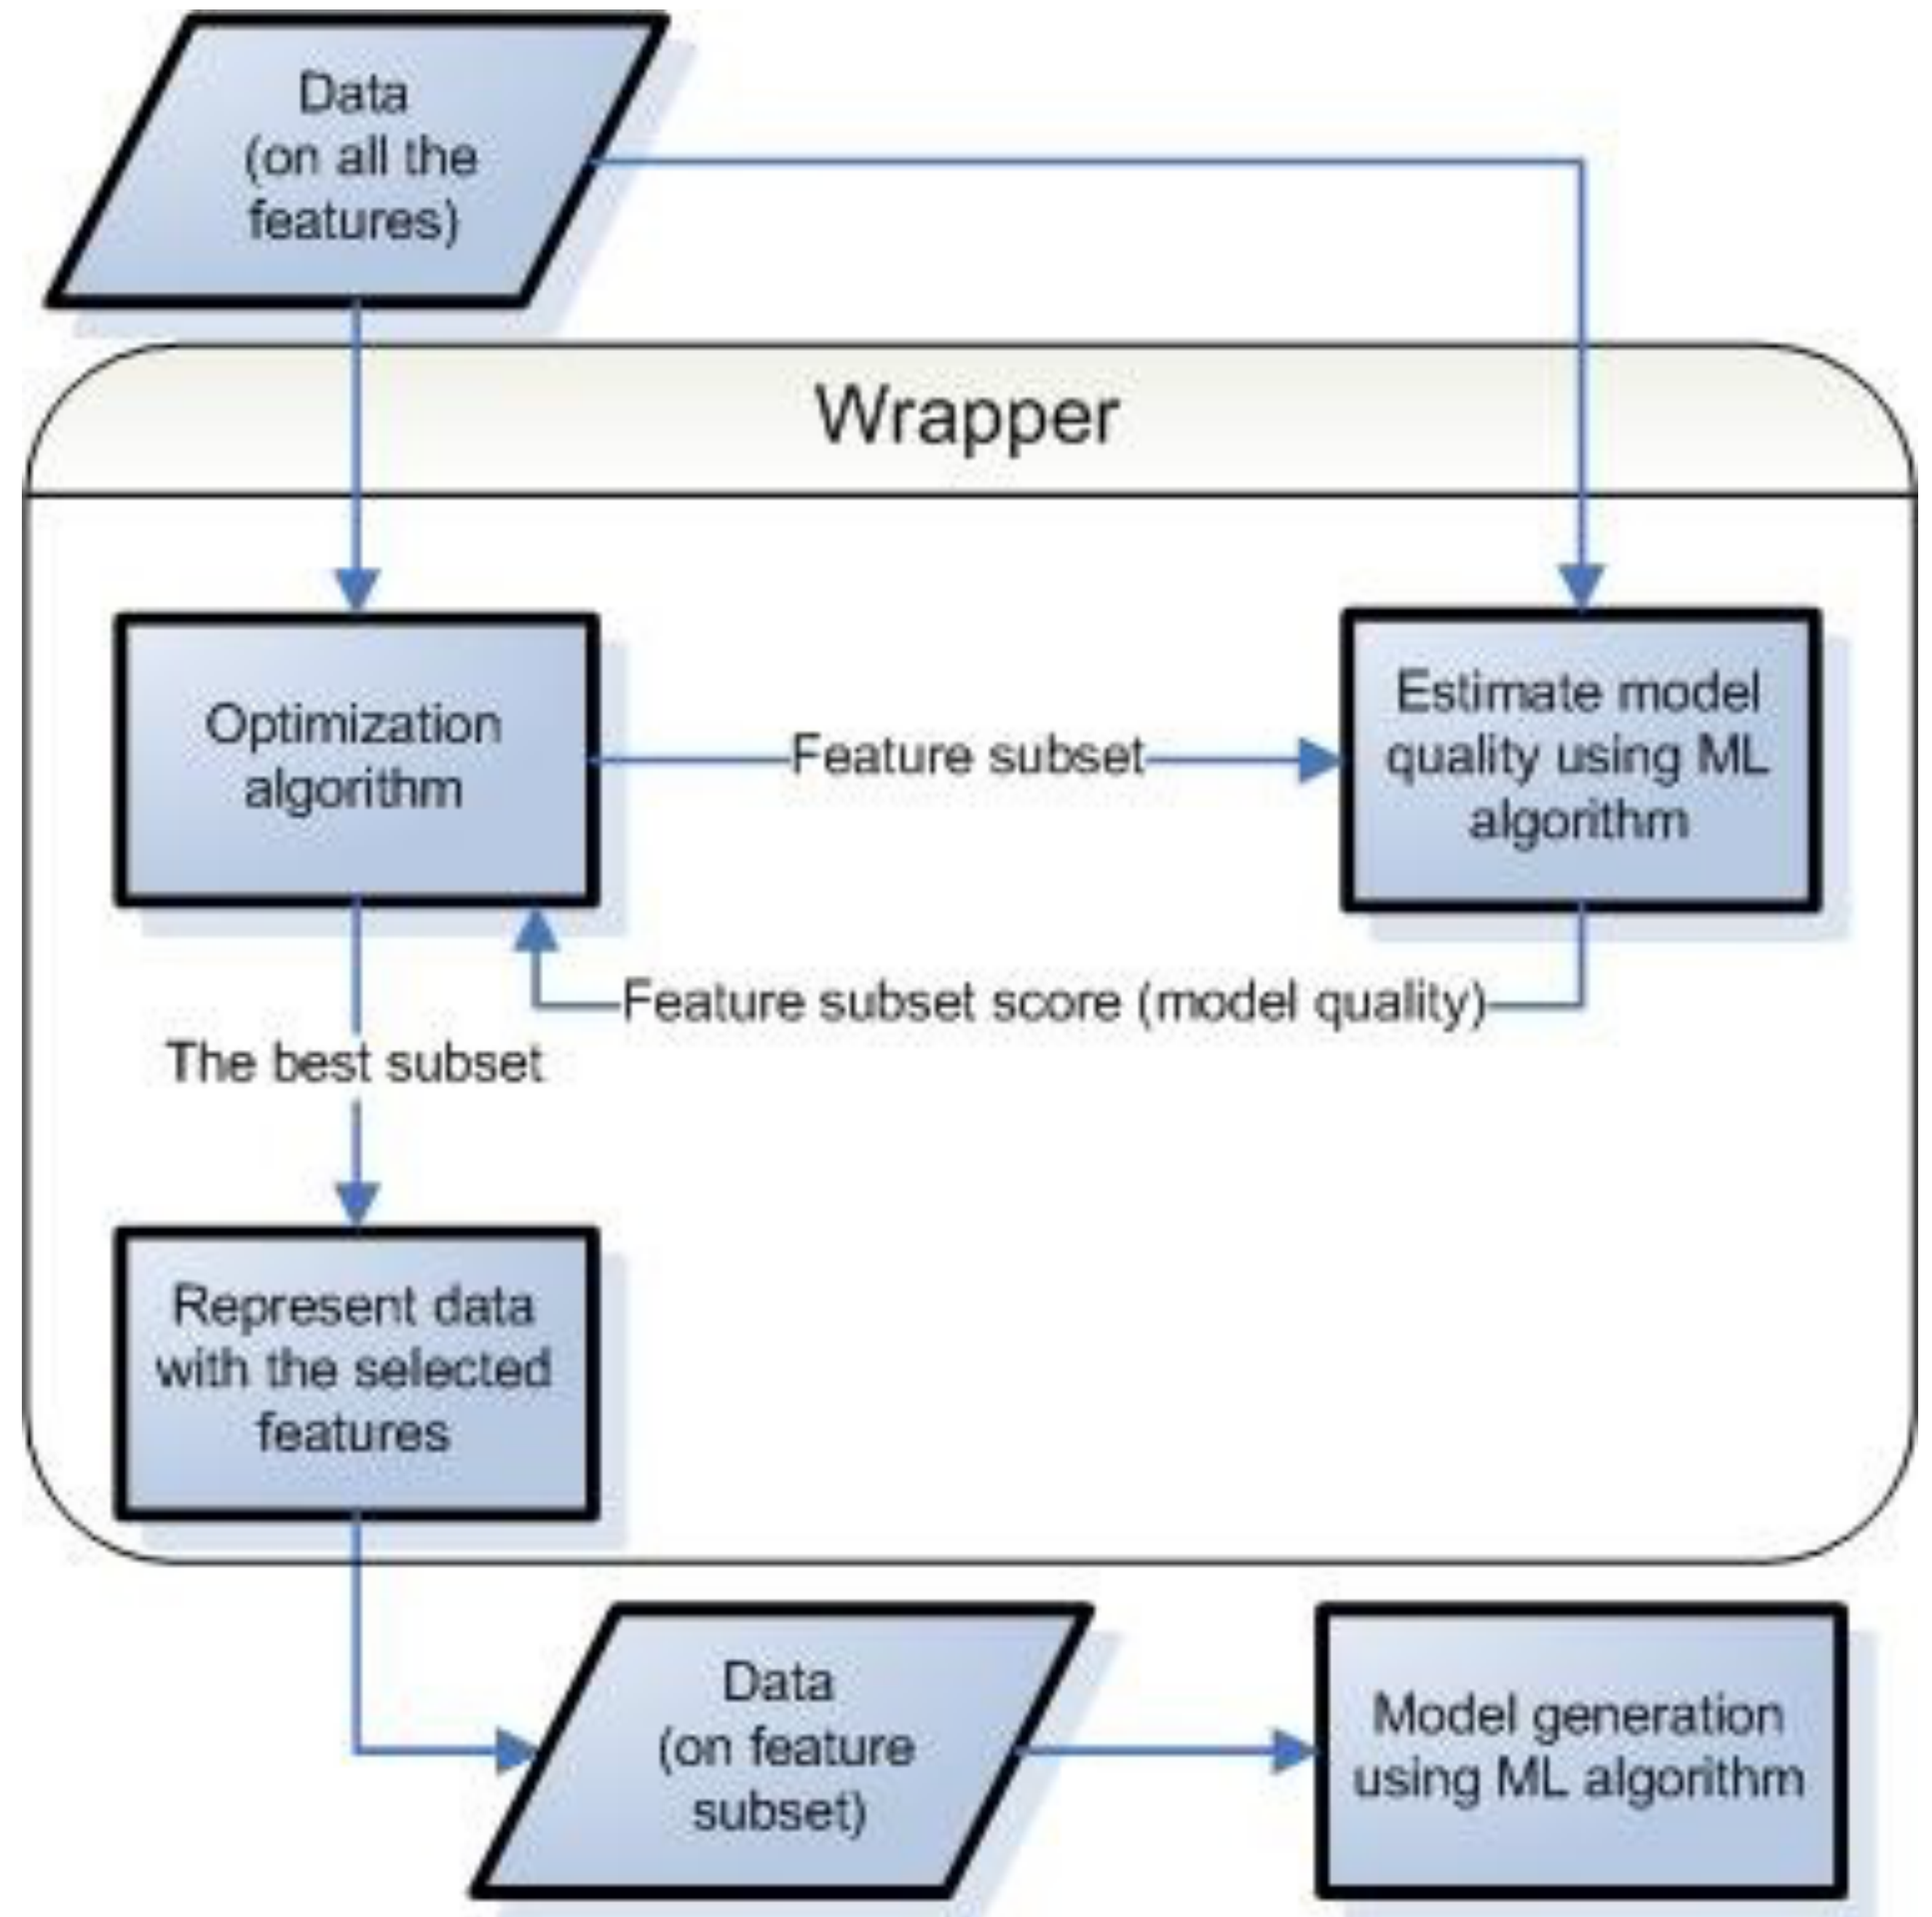 Data
(on all the
features)
Wrapper
Optimization
algorithm
Feature subset
Estimate model
quality using ML
algorithm
Feature subset score (model quality)
The best subset
Represent data
with the selected
features
Data
(on feature
subset)
Model generation
using ML algorithm